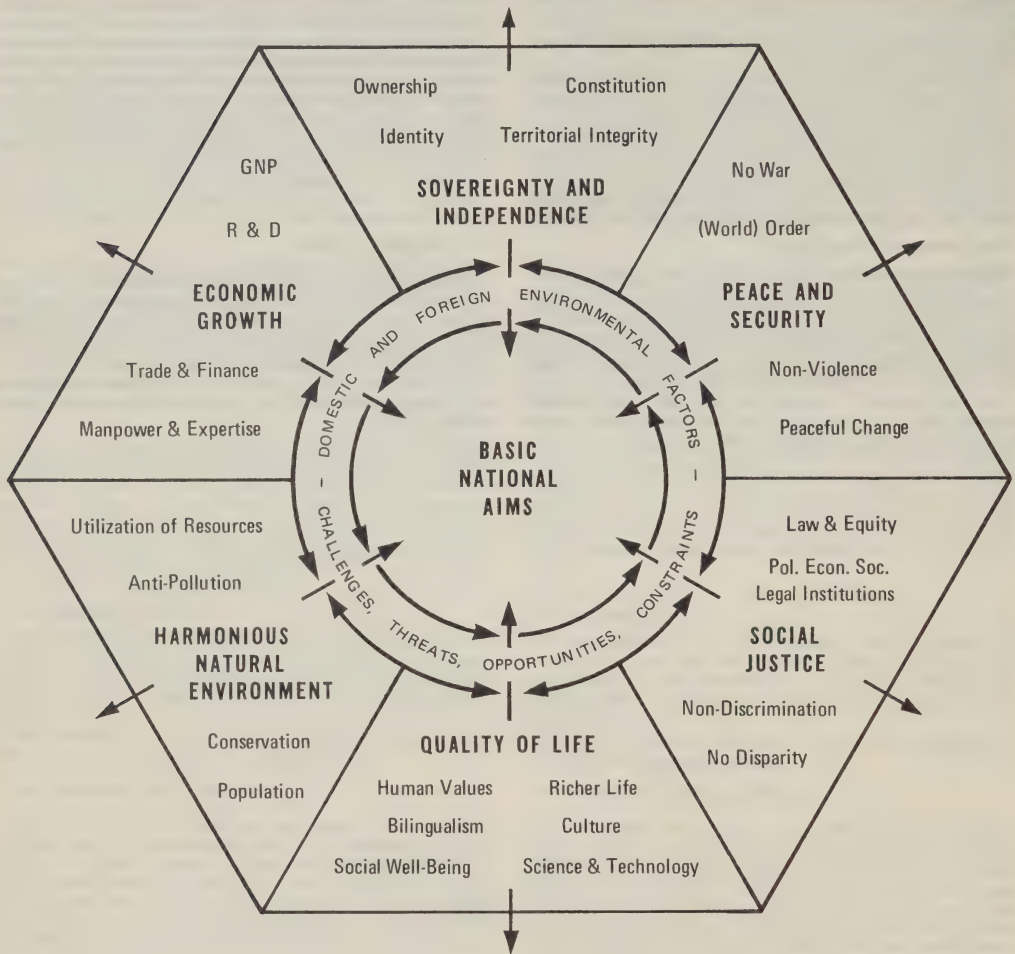 Ownership Constitution
Identity Territorial Integrity
SOVEREIGNTY AND
INDEPENDENCE
No War
(World) Order
PEACE AND
SECURITY
Non-Violence
Peaceful Change
Law & Equity
Pol. Econ. Soc.
Legal Institutions
SOCIAL
JUSTICE
Non-Discrimination
No Disparity
QUALITY OF LIFE
Human Values Richer Life
Bilingualism Culture
Social Well-Being Science & Technology
Utilization of Resources
Anti-Pollution
HARMONIOUS
NATURAL
ENVIRONMENT
Conservation
Population
GNP
R & D
ECONOMIC
GROWTH
Trade & Finance
Manpower & Expertise
– DOMESTIC AND FOREIGN ENVIRONMENTAL FACTORS –
CHALLENGES, THREATS, OPPORTUNITIES, CONSTRAINTS
BASIC
NATIONAL
AIMS